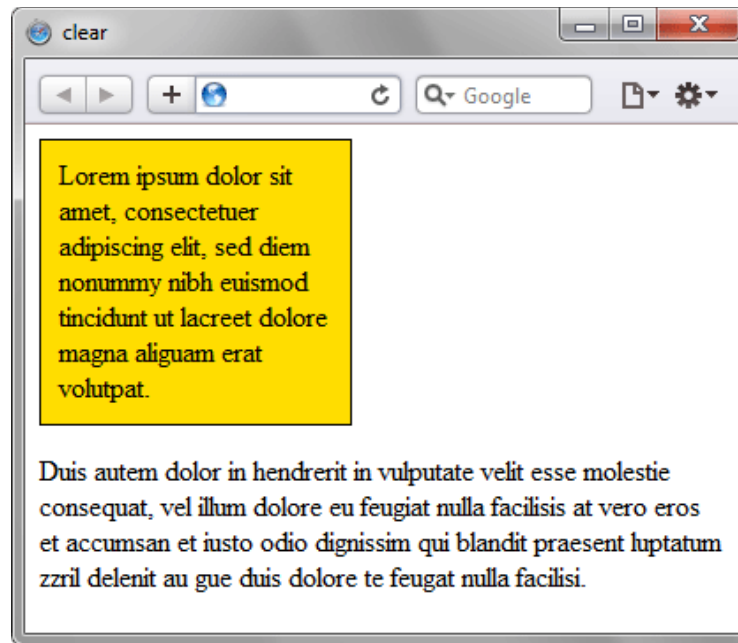 clear
Google
Lorem ipsum dolor sit
amet, consectetuer
adipiscing elit, sed diem
nonummy nibh euismod
tincidunt ut lacreet dolore
magna aliguam erat
volutpat.
Duis autem dolor in hendrerit in vulputate velit esse molestie
consequat, vel illum dolore eu feugiat nulla facilisis at vero eros
et accumsan et iusto odio dignissim qui blandit praesent luptatum
zzril delenit au gue duis dolore te feugat nulla facilisi.